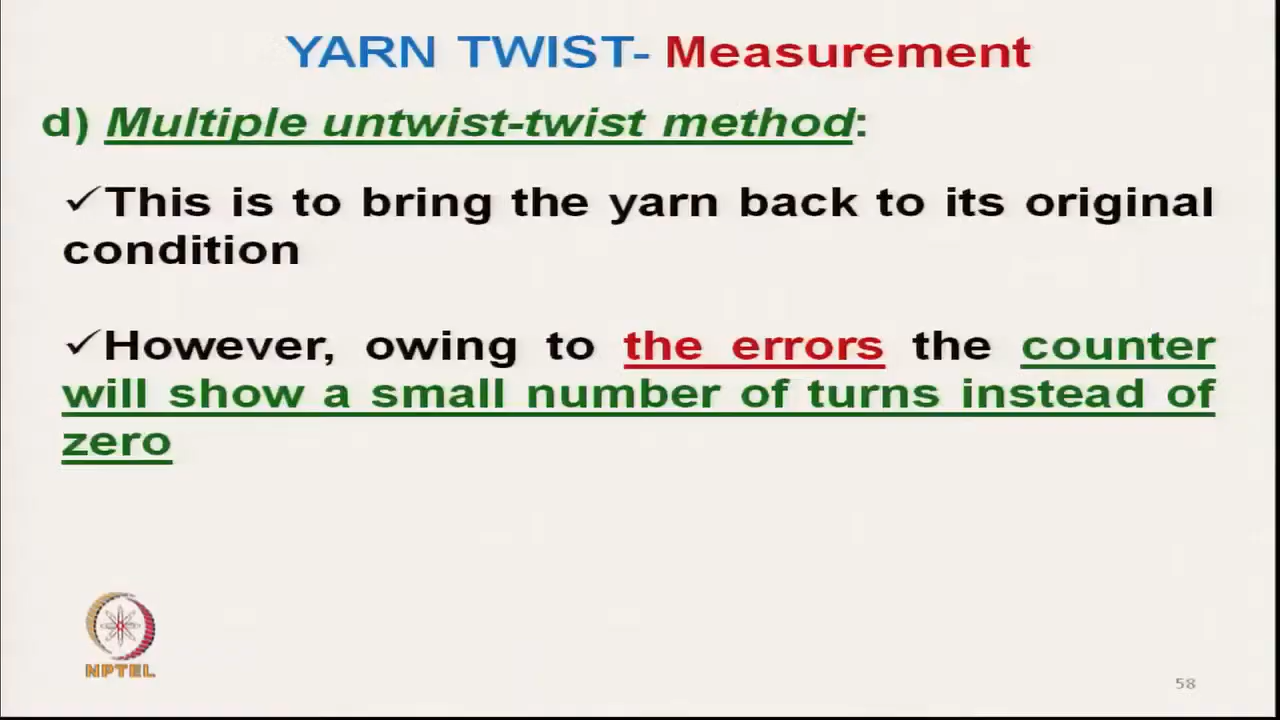 YARN TWIST- Measurement
d) Multiple untwist-twist method:
✓This is to bring the yarn back to its original
condition
✓However, owing to the errors the counter
will show a small number of turns instead of
zero
NPTEL
58